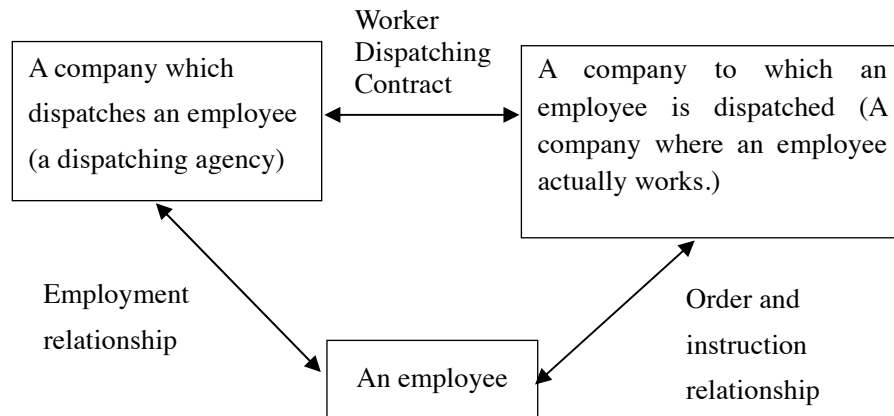 Worker
Dispatching
Contract
A company which
dispatches an employee
(a dispatching agency)
A company to which an
employee is dispatched (A
company where an employee
actually works.)
Employment
relationship
Order and
instruction
relationship
An employee